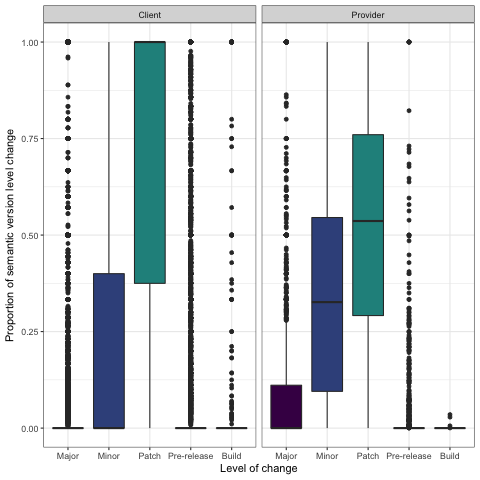 Client
Provider
Proportion of semantic version level change
1.00
0.75
0.50
0.25
0.00
Major Minor Patch Pre-release Build
Major Minor Patch Pre-release Build
Level of change